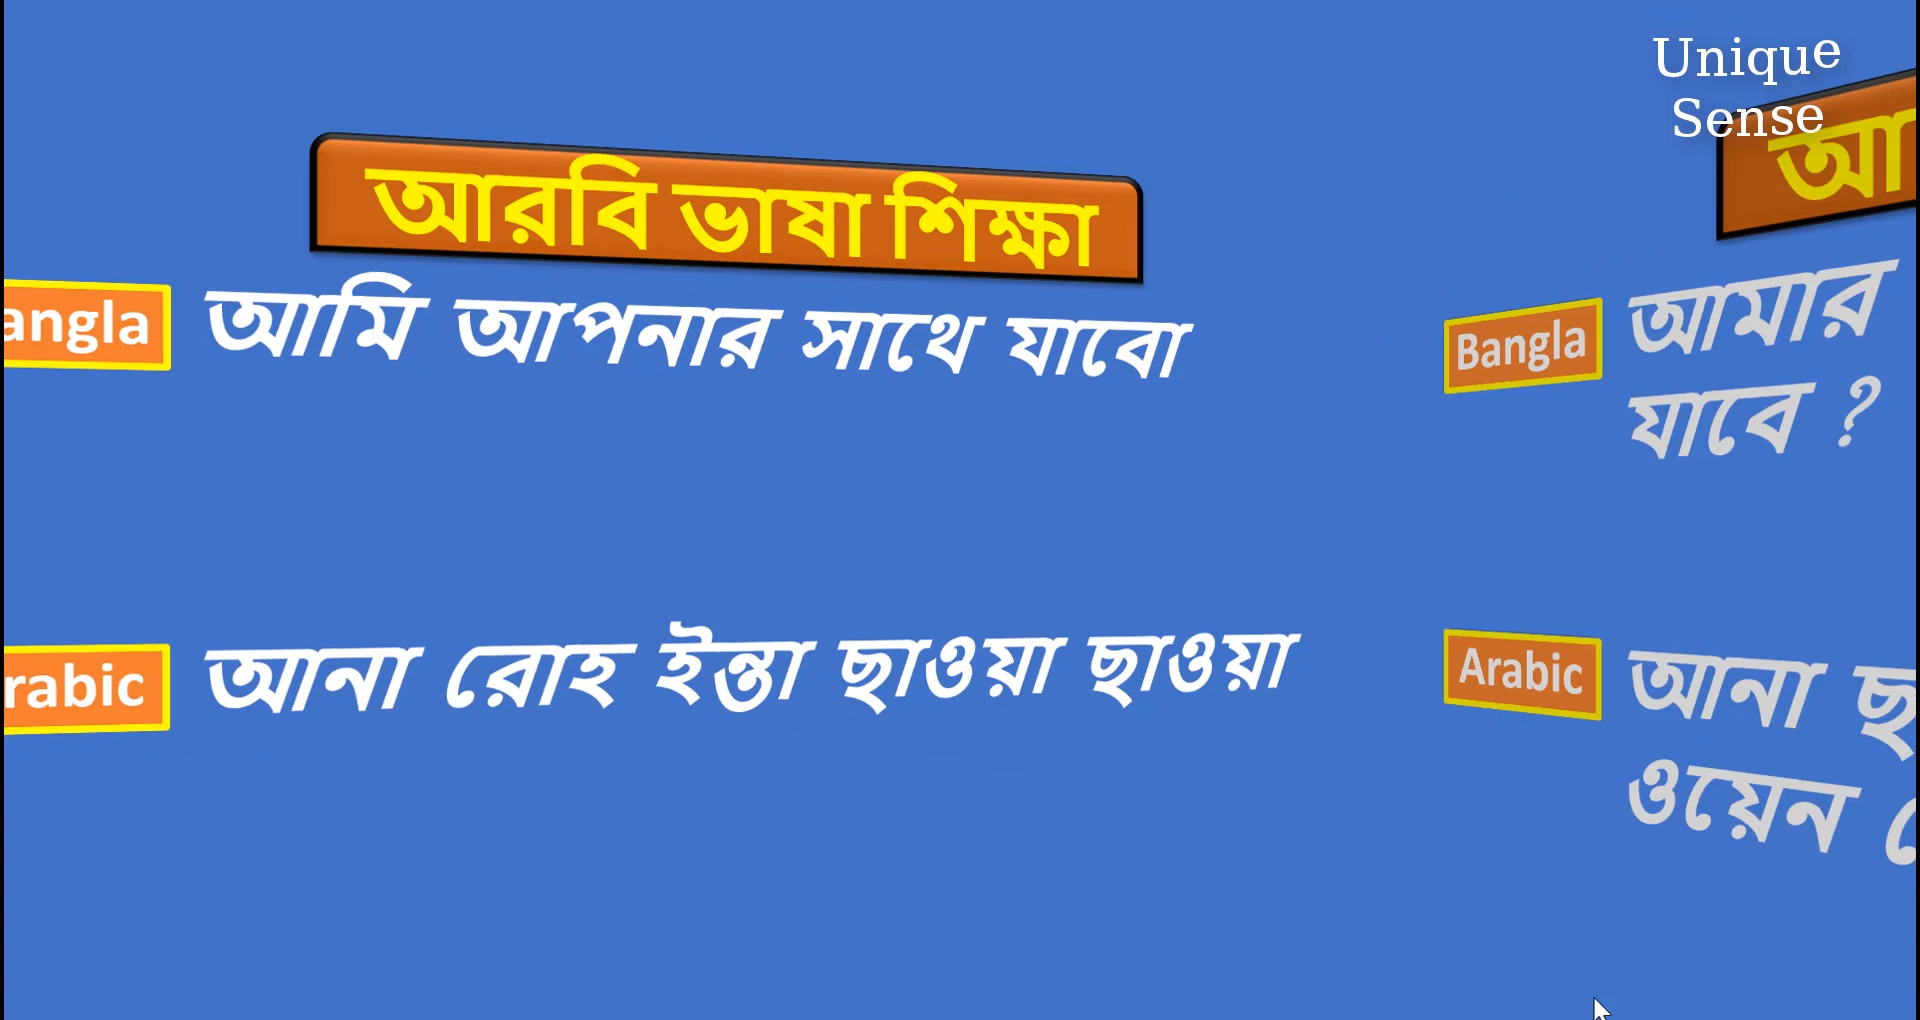 Unique
Sense
আরবি ভাষা শিক্ষা
angla
আমি আপনার সাথে যাবো
rabic
আনা রোহ ইন্তা ছাওয়া ছাওয়া
আ
Bangla
আমার
যাবে ?
Arabic
আনা ছ
ওয়েন